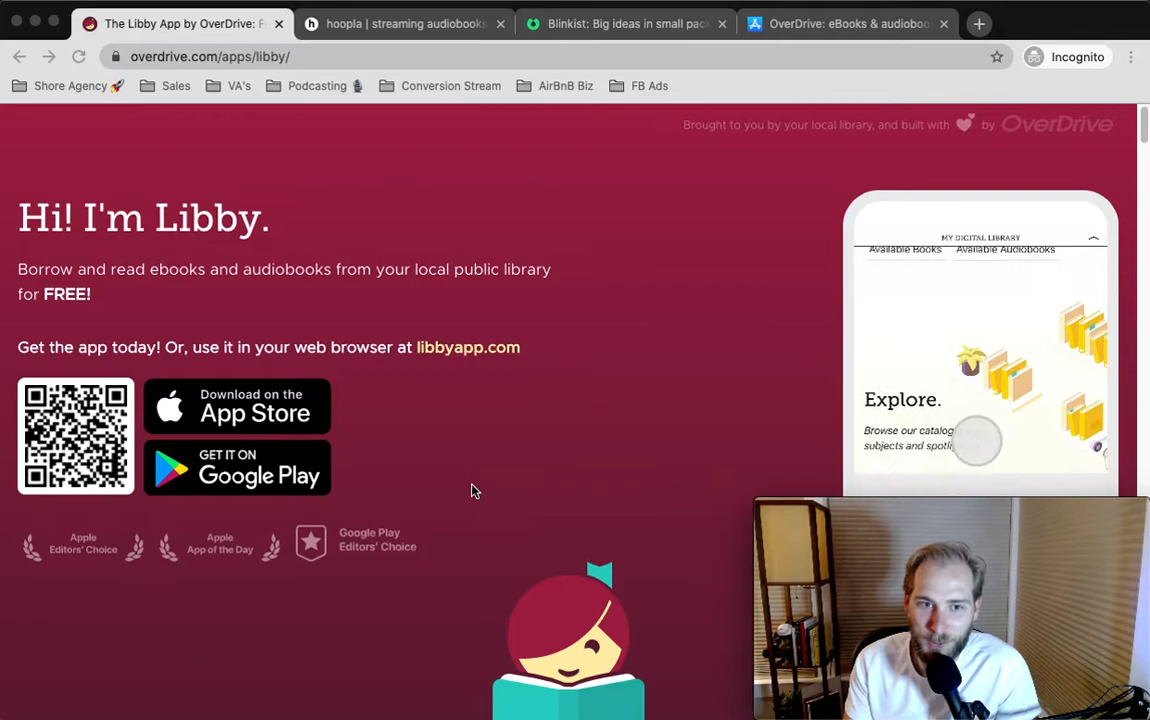 The Libby App by OverDrive: F
hoopla | streaming audiobooks
Blinkist: Big ideas in small pac
OverDrive: eBooks & audioboo
overdrive.com/apps/libby/
Incognito
Shore Agency 🚀
Sales
VA's
Podcasting 🎙
Conversion Stream
AirBnB Biz
FB Ads
Brought to you by your local library, and built with ♥ by OverDrive
Hi! I'm Libby.
Borrow and read ebooks and audiobooks from your local public library
for FREE!
Get the app today! Or, use it in your web browser at libbyapp.com
Download on the
App Store
GET IT ON
Google Play
Apple
Editors' Choice
Apple
App of the Day
Google Play
Editors' Choice
MY DIGITAL LIBRARY
Available Books
Available Audiobooks
Explore.
Browse our catalog
subjects and